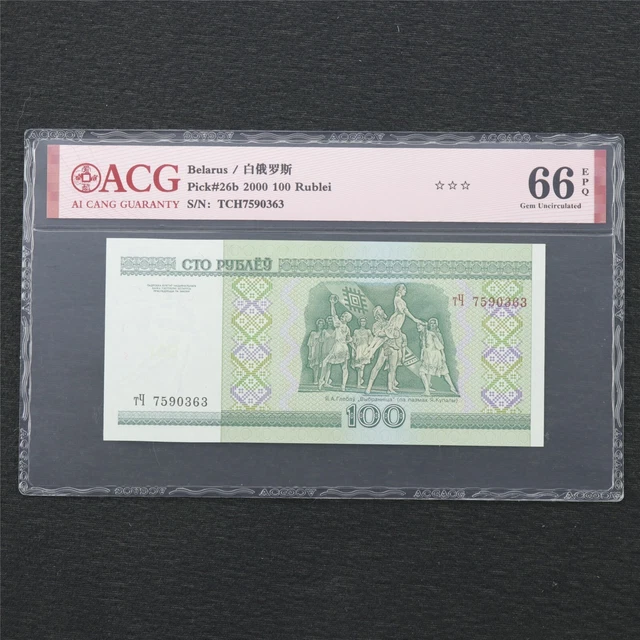 ACG
AI CANG GUARANTY
Belarus / 白俄罗斯
Pick#26b 2000 100 Rublei
S/N: TCH7590363
☆☆☆
66
EPQ
Gem Uncirculated
СТО РУБЛЁЎ
тЧ 7590363
тЧ 7590363
100